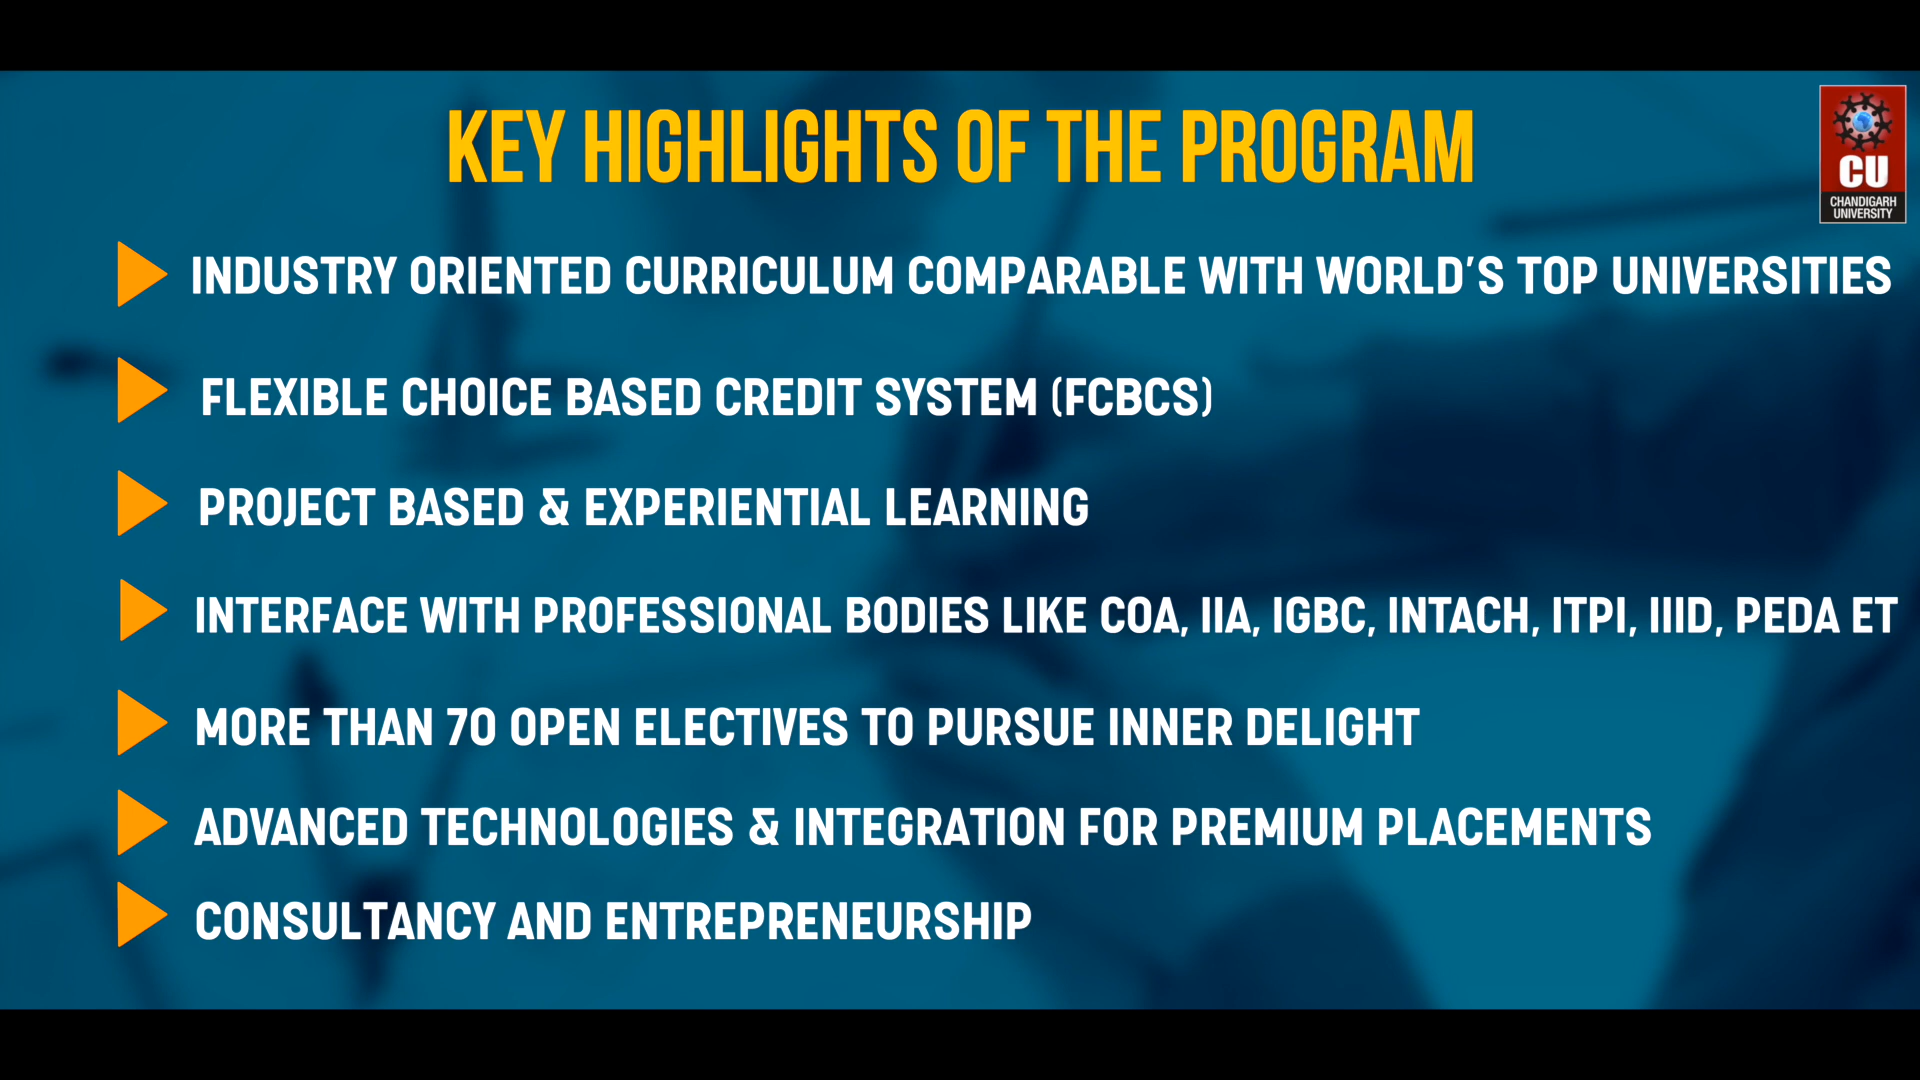 KEY HIGHLIGHTS OF THE PROGRAM
CU
CHANDIGARH
UNIVERSITY
INDUSTRY ORIENTED CURRICULUM COMPARABLE WITH WORLD'S TOP UNIVERSITIES
FLEXIBLE CHOICE BASED CREDIT SYSTEM (FCBCS)
PROJECT BASED & EXPERIENTIAL LEARNING
INTERFACE WITH PROFESSIONAL BODIES LIKE COA, IIA, IGBC, INTACH, ITPI, IIID, PEDA ET
MORE THAN 70 OPEN ELECTIVES TO PURSUE INNER DELIGHT
ADVANCED TECHNOLOGIES & INTEGRATION FOR PREMIUM PLACEMENTS
CONSULTANCY AND ENTREPRENEURSHIP